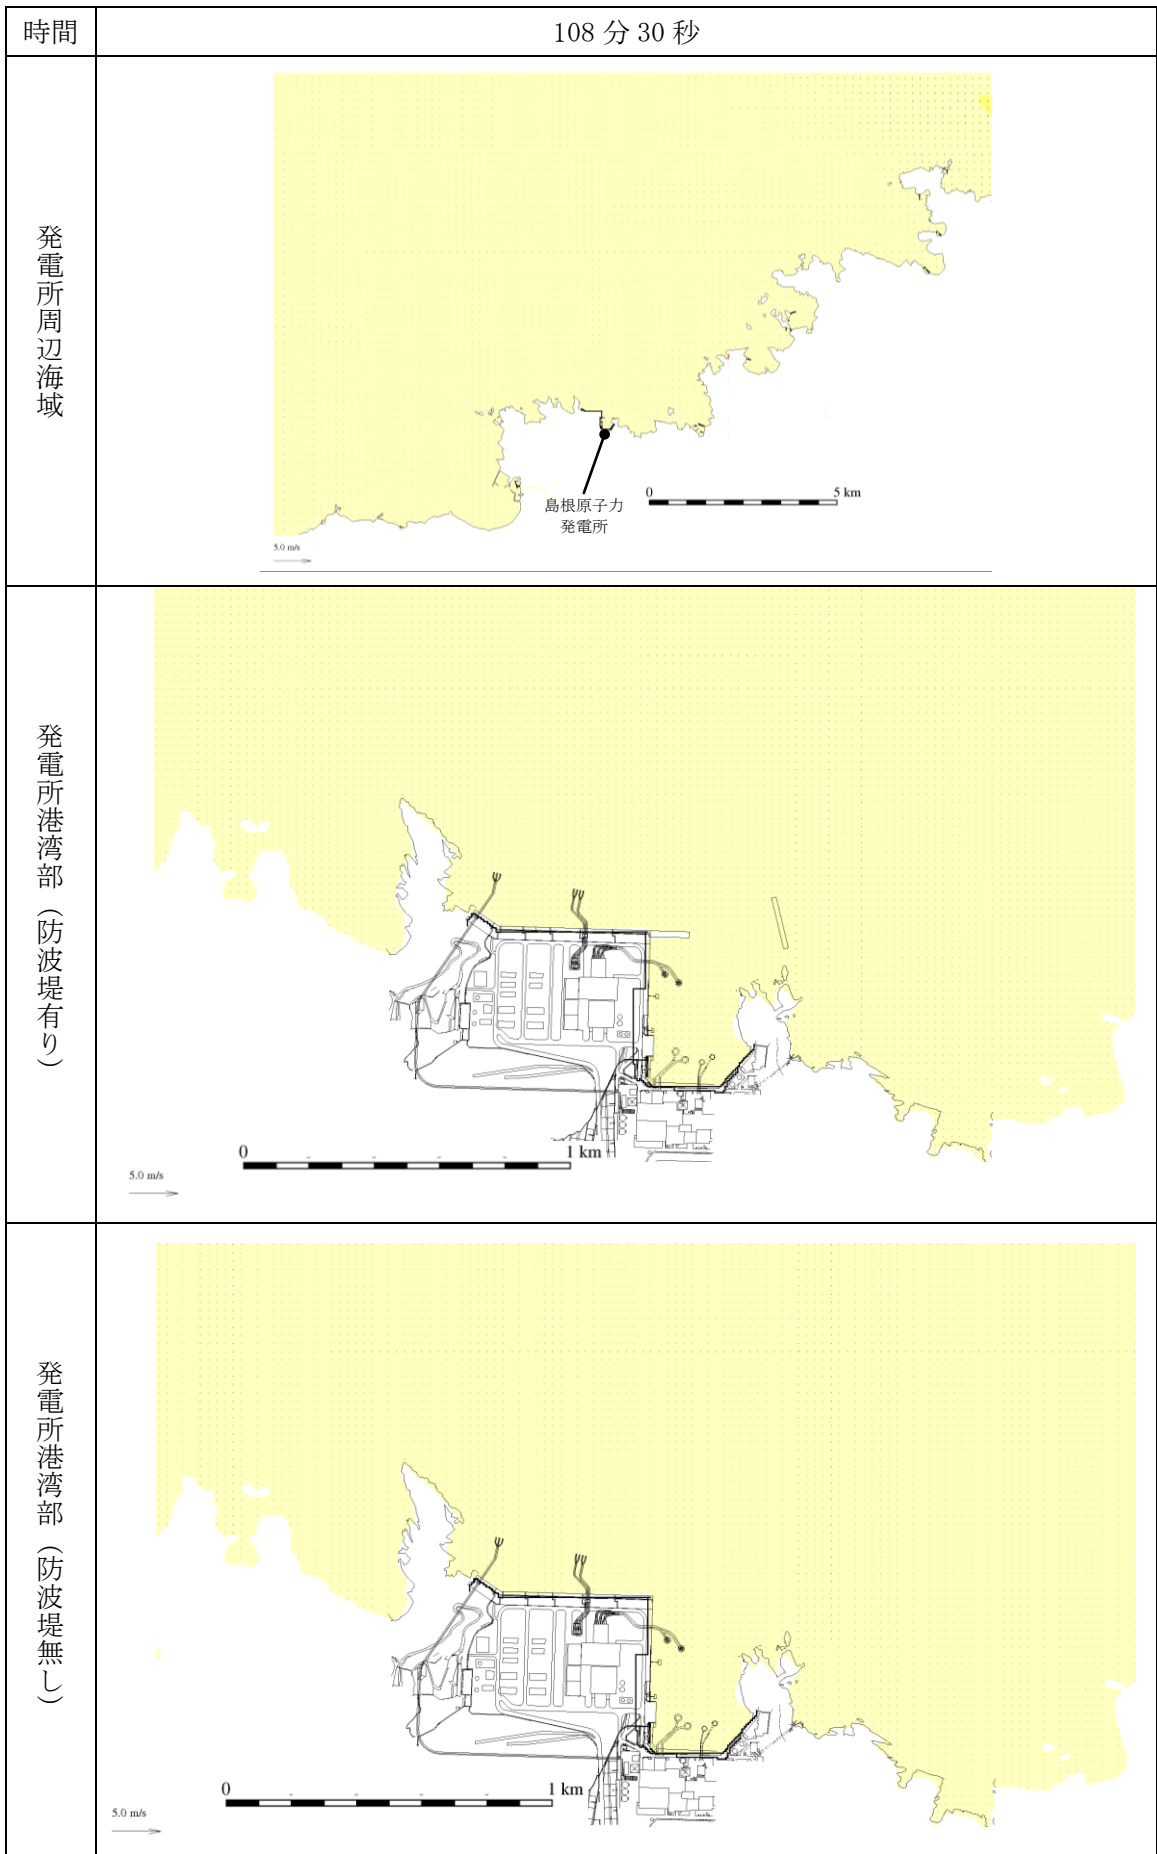 時間
108 分 30 秒
発電所周辺海域
島根原子力
発電所
0
5 km
5.0 m/s
発電所港湾部（防波堤有り）
0
1 km
5.0 m/s
発電所港湾部（防波堤無し）
0
1 km
5.0 m/s